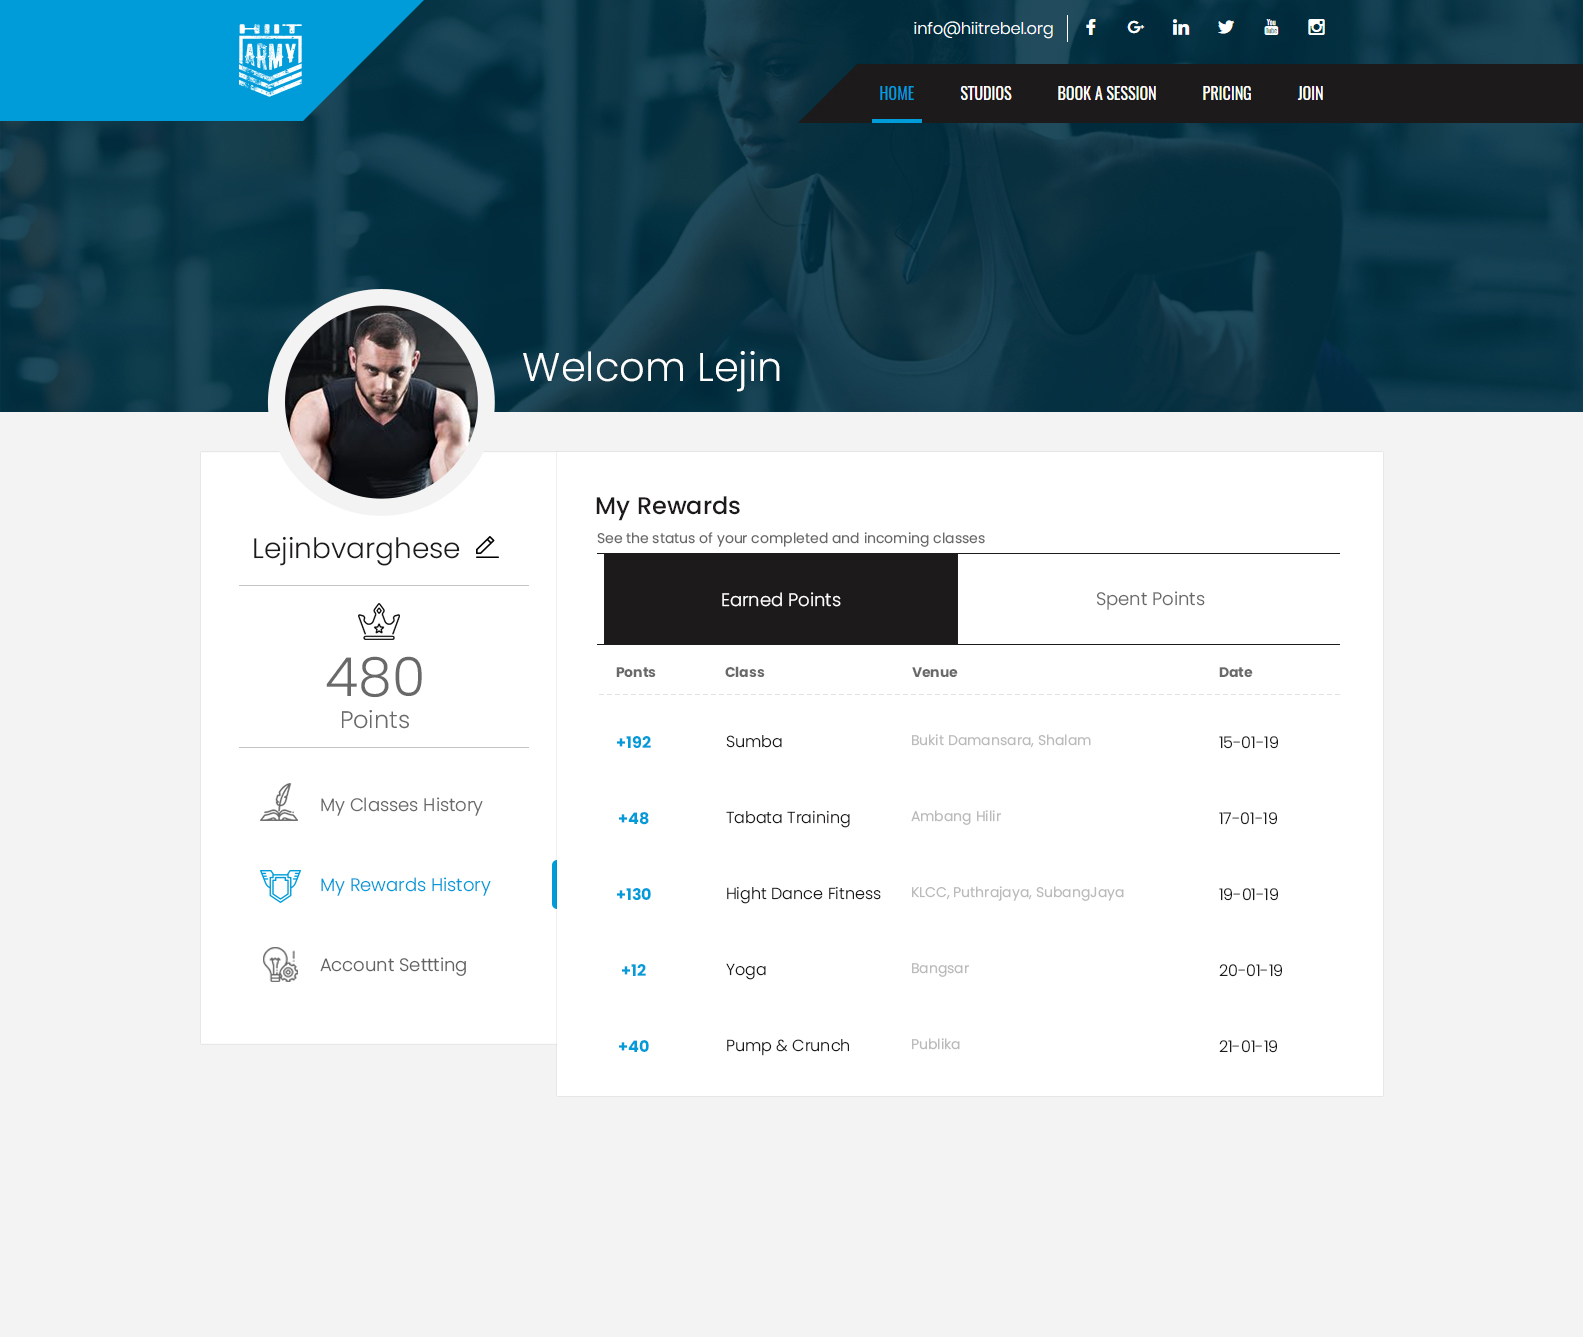 HIIT
ARMY
info@hiitrebel.org
You
Tube
HOME STUDIOS BOOK A SESSION PRICING JOIN
Welcom Lejin
Lejinbvarghese
480
Points
My Classes History
My Rewards History
Account Settting
My Rewards
See the status of your completed and incoming classes
Earned Points Spent Points
Ponts Class Venue Date
+192 Sumba Bukit Damansara, Shalam 15-01-19
+48 Tabata Training Ambang Hilir 17-01-19
+130 Hight Dance Fitness KLCC, Puthrajaya, SubangJaya 19-01-19
+12 Yoga Bangsar 20-01-19
+40 Pump & Crunch Publika 21-01-19